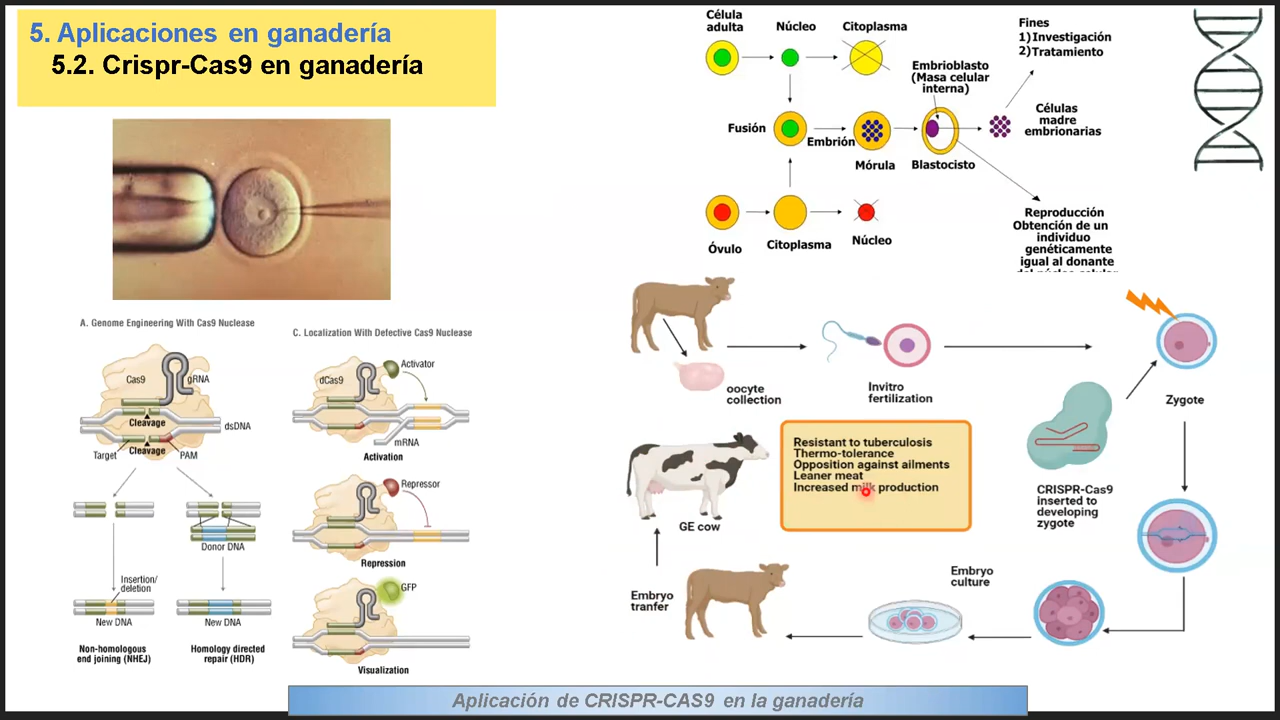 5. Aplicaciones en ganadería
5.2. Crispr-Cas9 en ganadería
Célula
adulta
Núcleo
Citoplasma
Fines
1)Investigación
2)Tratamiento
Embrioblasto
(Masa celular
interna)
Células
madre
embrionarias
Fusión
Embrión
Mórula
Blastocisto
Óvulo
Citoplasma
Núcleo
Reproducción
Obtención de un
individuo
genéticamente
igual al donante
del núcleo celular
A. Genome Engineering With Cas9 Nuclease
Cas9
gRNA
Cleavage
dsDNA
Cleavage
Target
PAM
Donor DNA
Insertion/
deletion
New DNA
New DNA
Non-homologous
end joining (NHEJ)
Homology directed
repair (HDR)
C. Localization With Defective Cas9 Nuclease
dCas9
Activator
mRNA
Activation
Repressor
Repression
GFP
Visualization
oocyte
collection
Invitro
fertilization
Zygote
CRISPR-Cas9
inserted to
developing
zygote
Resistant to tuberculosis
Thermo-tolerance
Opposition against ailments
Leaner meat
Increased milk production
GE cow
Embryo
tranfer
Embryo
culture
Aplicación de CRISPR-CAS9 en la ganadería